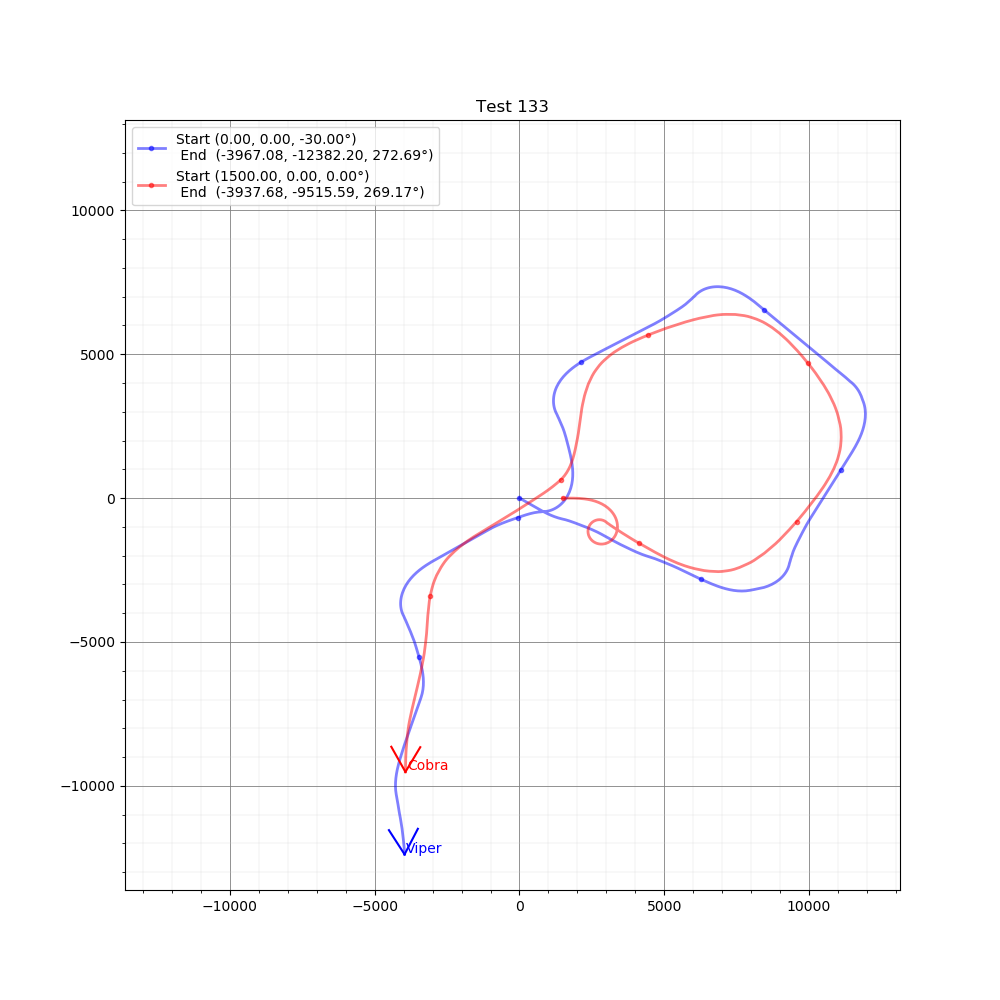 Test 133
Start (0.00, 0.00, -30.00°)
End  (-3967.08, -12382.20, 272.69°)
Start (1500.00, 0.00, 0.00°)
End  (-3937.68, -9515.59, 269.17°)
10000
5000
0
−5000
−10000
Cobra
Viper
−10000
−5000
0
5000
10000